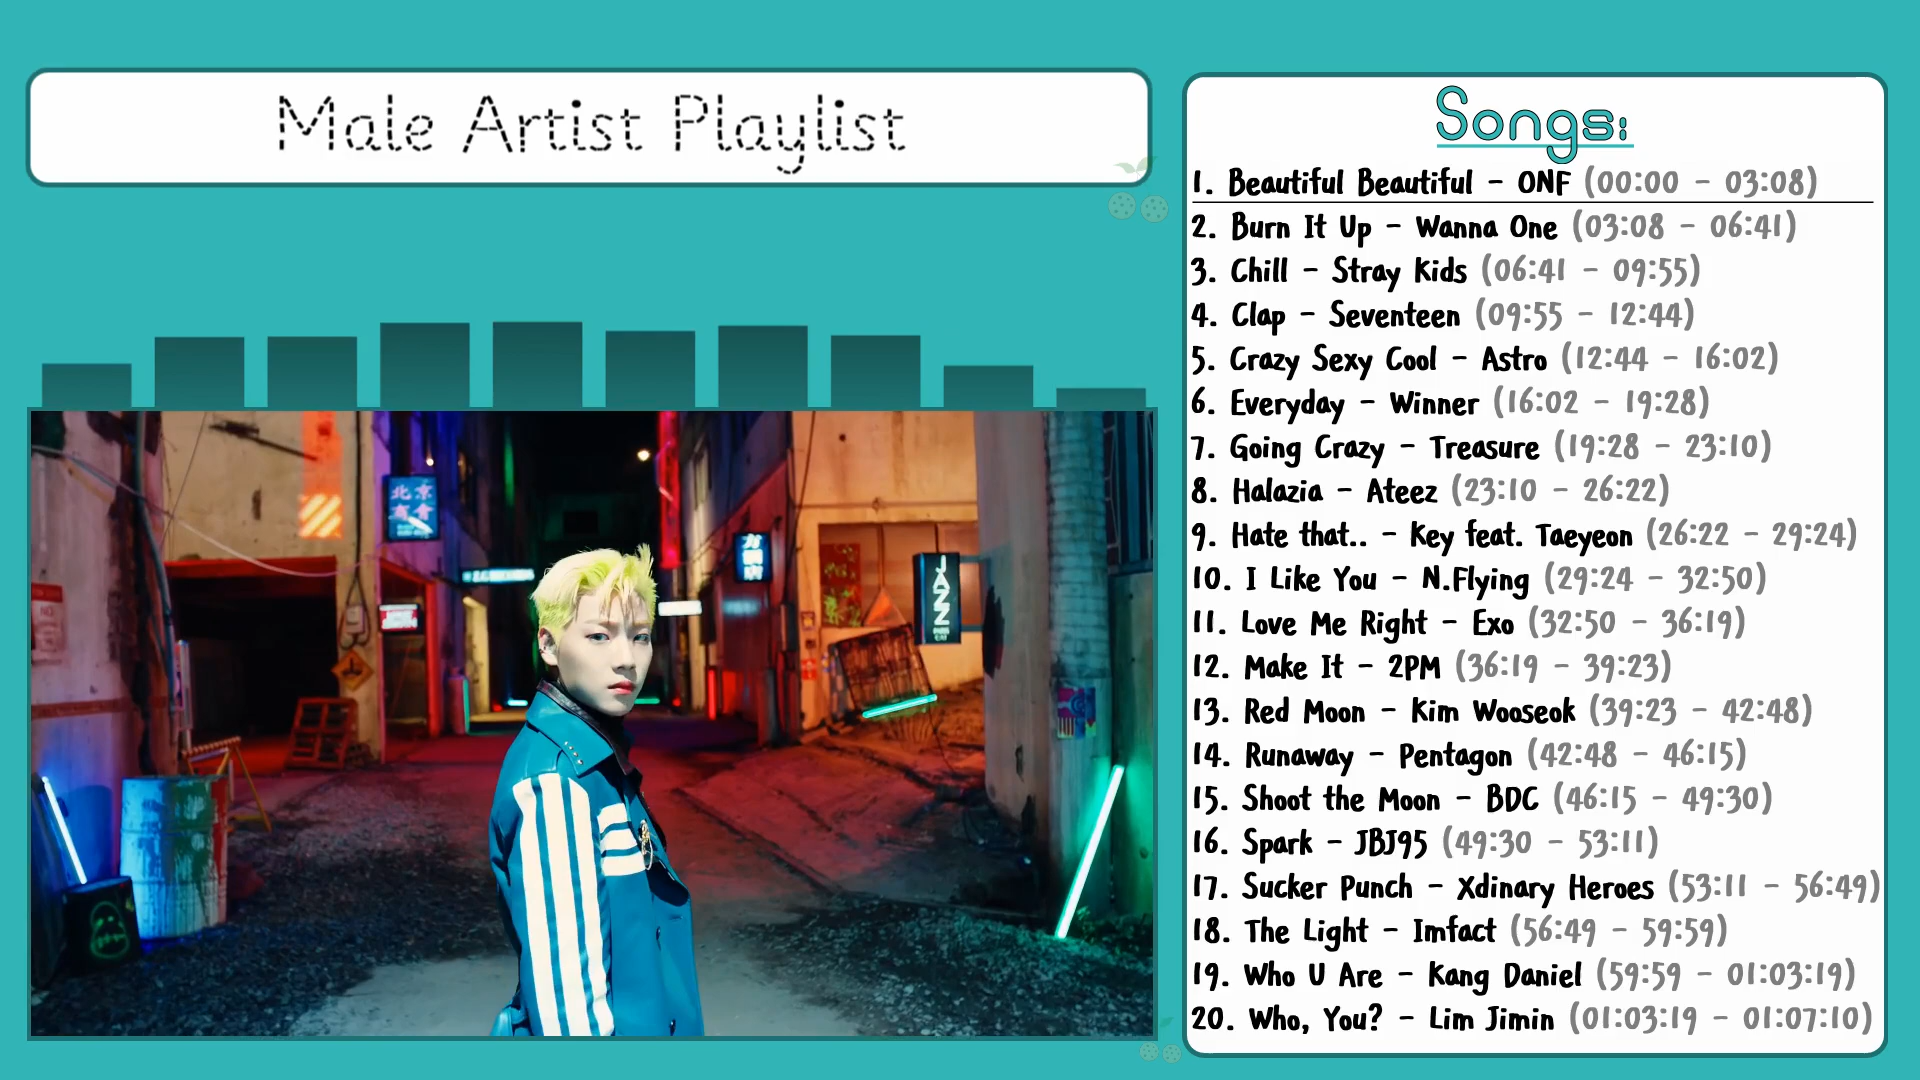 Male Artist Playlist
Songs:
1. Beautiful Beautiful - ONF (00:00 - 03:08)
2. Burn It Up - Wanna One (03:08 - 06:41)
3. Chill - Stray Kids (06:41 - 09:55)
4. Clap - Seventeen (09:55 - 12:44)
5. Crazy Sexy Cool - Astro (12:44 - 16:02)
6. Everyday - Winner (16:02 - 19:28)
7. Going Crazy - Treasure (19:28 - 23:10)
8. Halazia - Ateez (23:10 - 26:22)
9. Hate that.. - Key feat. Taeyeon (26:22 - 29:24)
10. I Like You - N.Flying (29:24 - 32:50)
11. Love Me Right - Exo (32:50 - 36:19)
12. Make It - 2PM (36:19 - 39:23)
13. Red Moon - Kim Wooseok (39:23 - 42:48)
14. Runaway - Pentagon (42:48 - 46:15)
15. Shoot the Moon - BDC (46:15 - 49:30)
16. Spark - JBJ95 (49:30 - 53:11)
17. Sucker Punch - Xdinary Heroes (53:11 - 56:49)
18. The Light - Imfact (56:49 - 59:59)
19. Who U Are - Kang Daniel (59:59 - 01:03:19)
20. Who, You? - Lim Jimin (01:03:19 - 01:07:10)
北京
JAZZ
NO